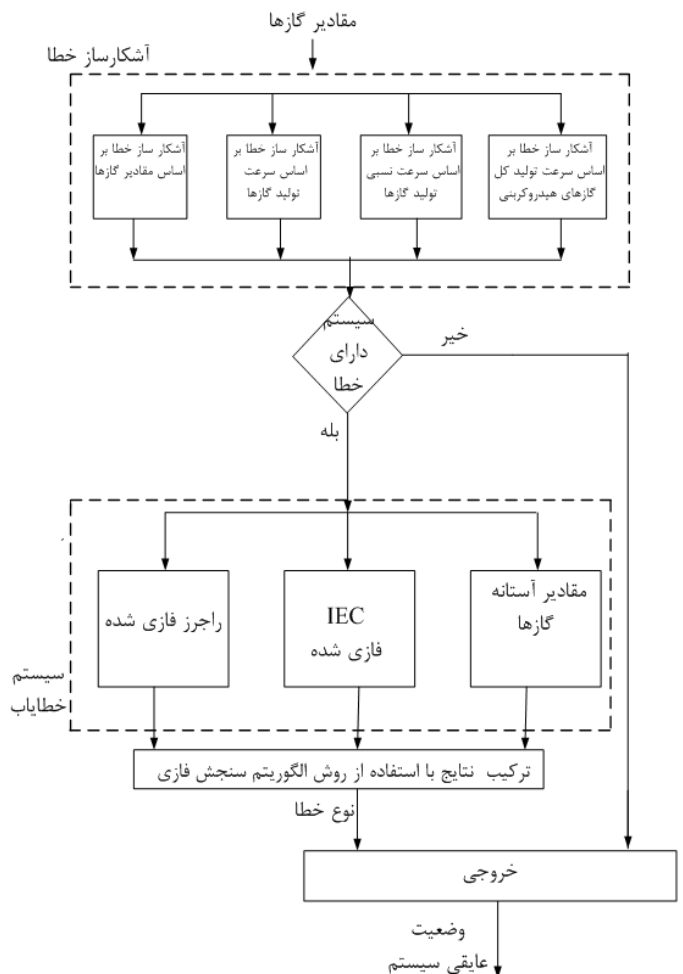 مقادیر گازها
آشکارساز خطا
آشکار ساز خطا بر
اساس سرعت تولید کل
گازهای هیدروکربنی
آشکار ساز خطا بر
اساس سرعت نسبی
تولید گازها
آشکار ساز خطا بر
اساس سرعت
تولید گازها
آشکار ساز خطا بر
اساس مقادیر گازها
سیستم
دارای
خطا
خیر
بله
مقادیر آستانه
گازها
IEC
فازی شده
راجرز فازی شده
سیستم
خطایاب
ترکیب نتایج با استفاده از روش الگوریتم سنجش فازی
نوع خطا
خروجی
وضعیت
عایقی سیستم